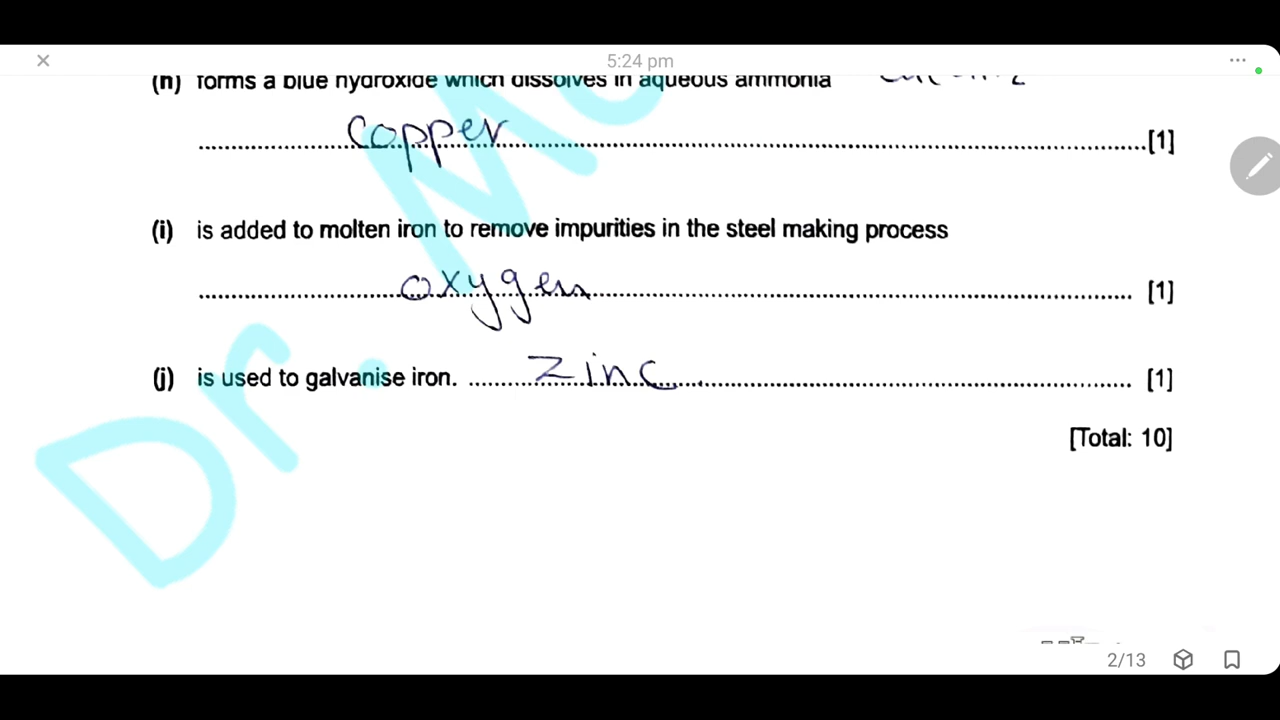 5:24 pm
(h) forms a blue hydroxide which dissolves in aqueous ammonia
copper [1]
(i) is added to molten iron to remove impurities in the steel making process
oxygen [1]
(j) is used to galvanise iron. zinc [1]
[Total: 10]
Dr. M
2/13